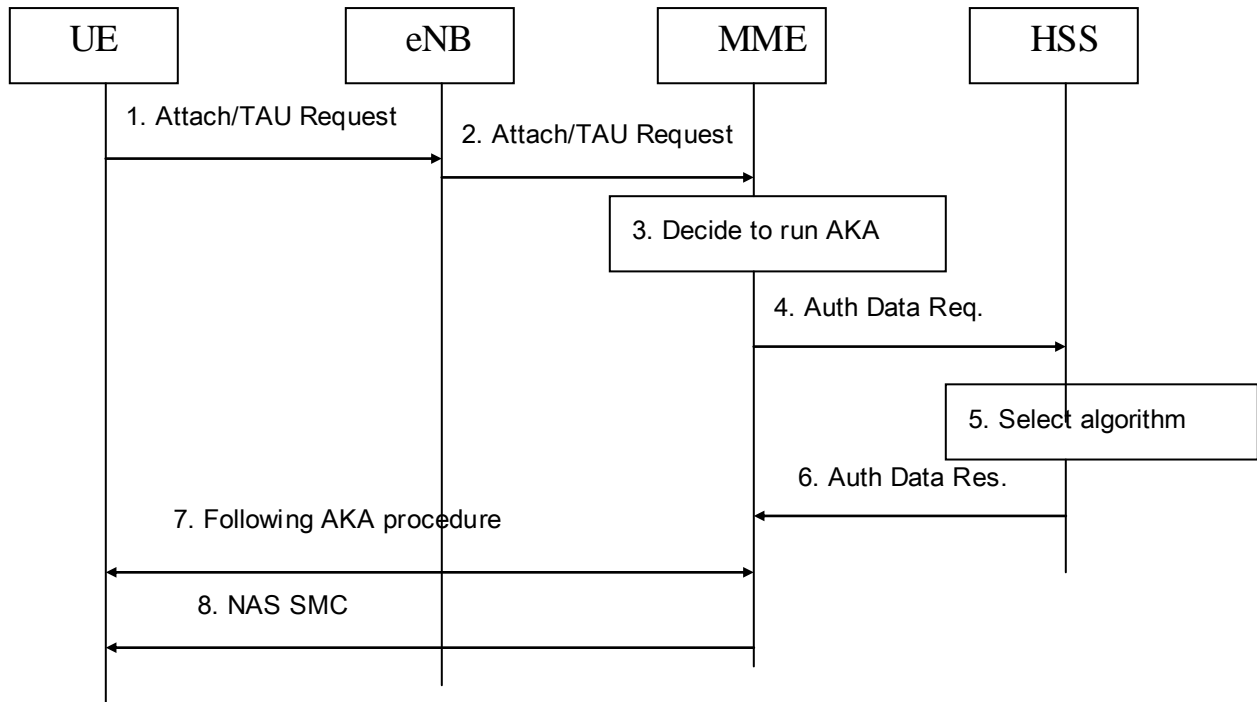 UE
eNB
MME
HSS
1. Attach/TAU Request
2. Attach/TAU Request
3. Decide to run AKA
4. Auth Data Req.
5. Select algorithm
6. Auth Data Res.
7. Following AKA procedure
8. NAS SMC